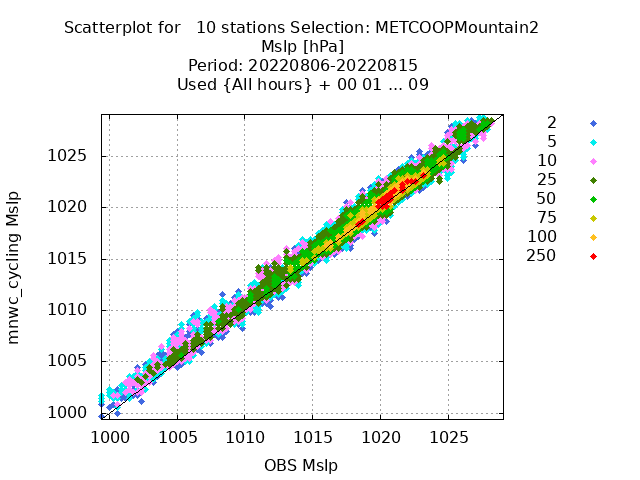 Scatterplot for   10 stations Selection: METCOOPMountain2
Mslp [hPa]
Period: 20220806-20220815
Used {All hours} + 00 01 ... 09
2
5
10
25
50
75
100
250
1025
1020
1015
1010
1005
1000
mnwc_cycling Mslp
1000 1005 1010 1015 1020 1025
OBS Mslp